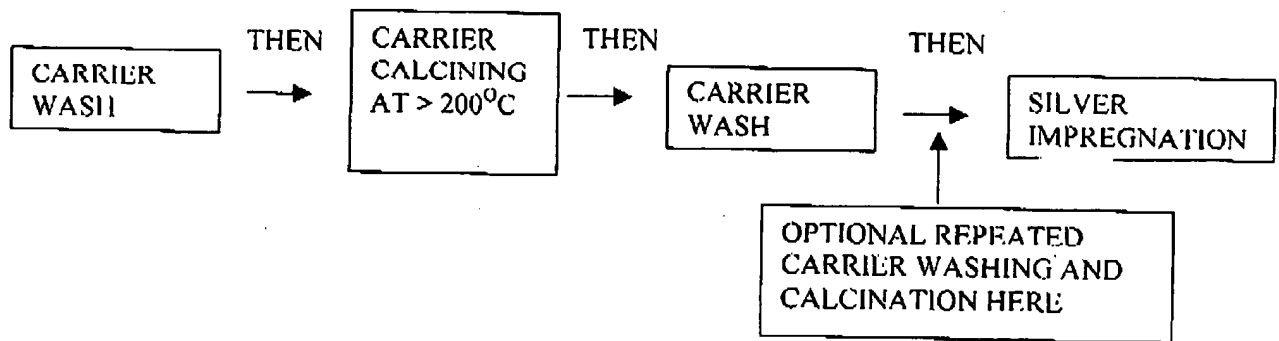 THEN
THEN
THEN
CARRIER
WASH
CARRIER
CALCINING
AT > 200°C
CARRIER
WASH
SILVER
IMPREGNATION
OPTIONAL REPEATED
CARRIER WASHING AND
CALCINATION HERE